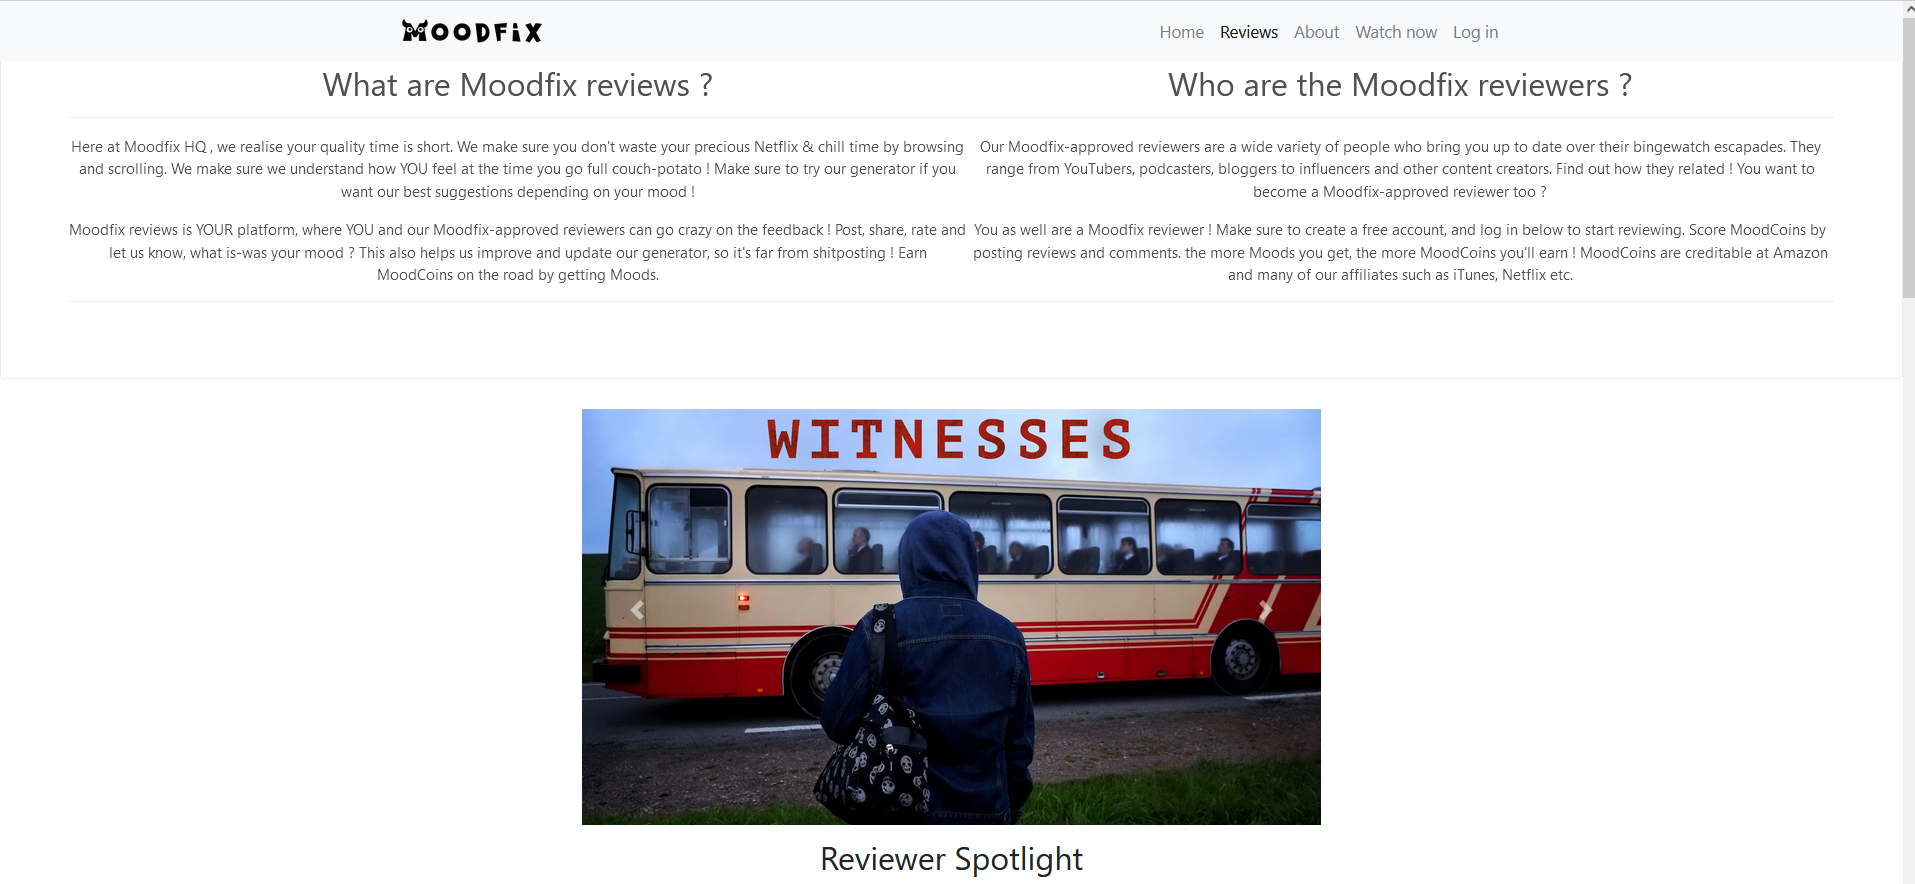 MOODFIX
Home Reviews About Watch now Log in
What are Moodfix reviews ?
Here at Moodfix HQ , we realise your quality time is short. We make sure you don't waste your precious Netflix & chill time by browsing
and scrolling. We make sure we understand how YOU feel at the time you go full couch-potato ! Make sure to try our generator if you
want our best suggestions depending on your mood !
Moodfix reviews is YOUR platform, where YOU and our Moodfix-approved reviewers can go crazy on the feedback ! Post, share, rate and
let us know, what is-was your mood ? This also helps us improve and update our generator, so it's far from shitposting ! Earn
MoodCoins on the road by getting Moods.
Who are the Moodfix reviewers ?
Our Moodfix-approved reviewers are a wide variety of people who bring you up to date over their bingewatch escapades. They
range from YouTubers, podcasters, bloggers to influencers and other content creators. Find out how they related ! You want to
become a Moodfix-approved reviewer too ?
You as well are a Moodfix reviewer ! Make sure to create a free account, and log in below to start reviewing. Score MoodCoins by
posting reviews and comments. the more Moods you get, the more MoodCoins you'll earn ! MoodCoins are creditable at Amazon
and many of our affiliates such as iTunes, Netflix etc.
WITNESSES
Reviewer Spotlight